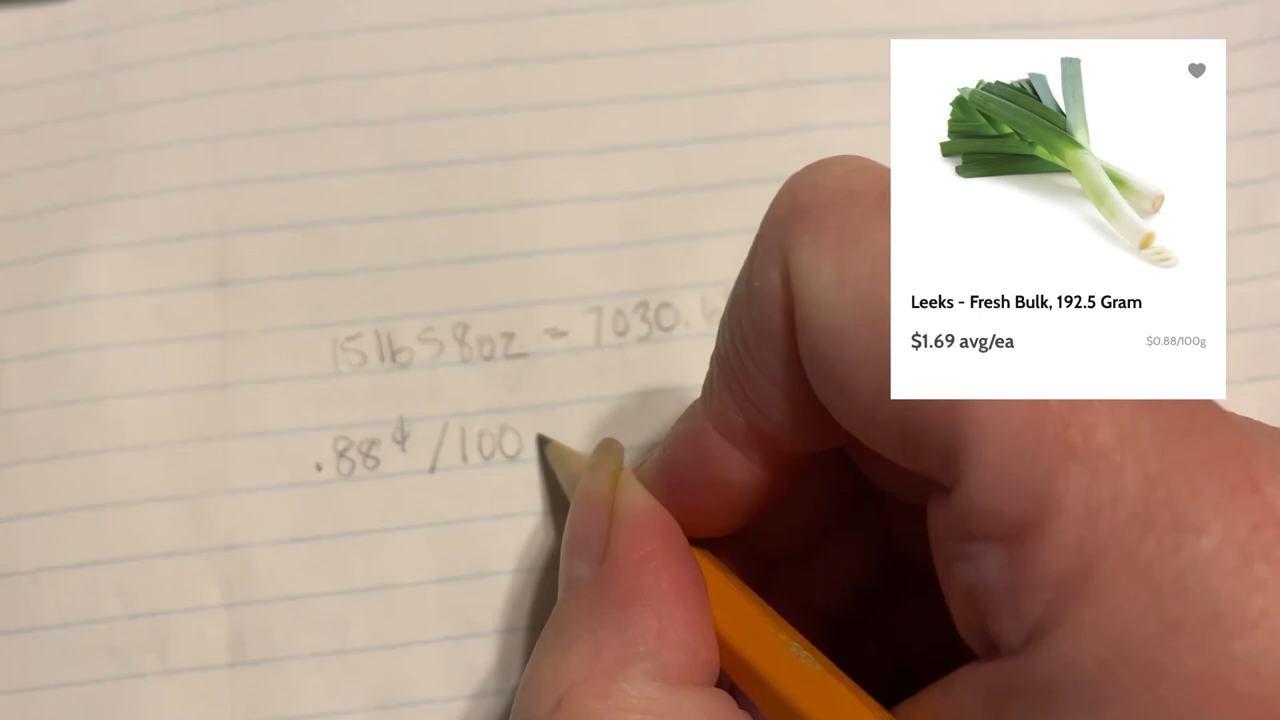 15lbs 8oz = 7030.
.88¢/100
Leeks - Fresh Bulk, 192.5 Gram
$1.69 avg/ea
$0.88/100g